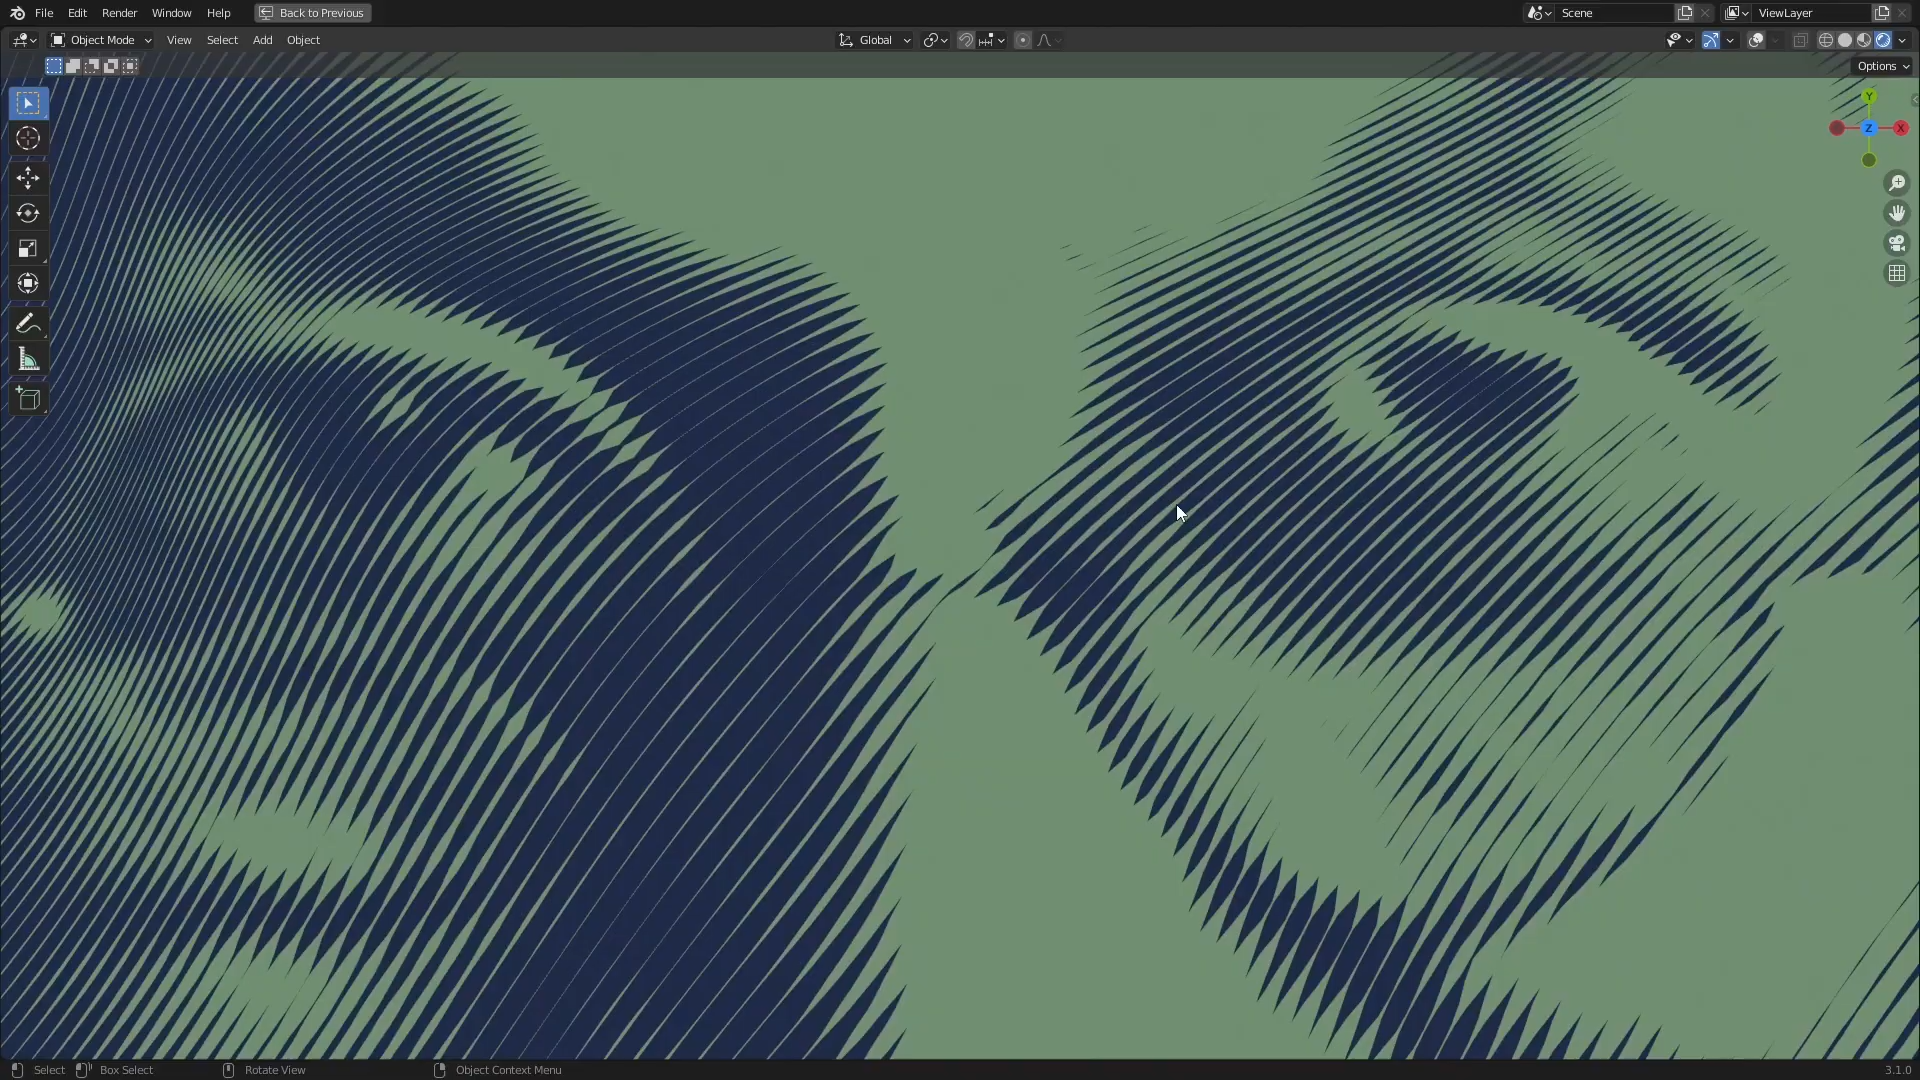 File Edit Render Window Help Back to Previous Scene ViewLayer
Object Mode View Select Add Object Global
Options
Y
Z X
Select Box Select Rotate View Object Context Menu 3.1.0